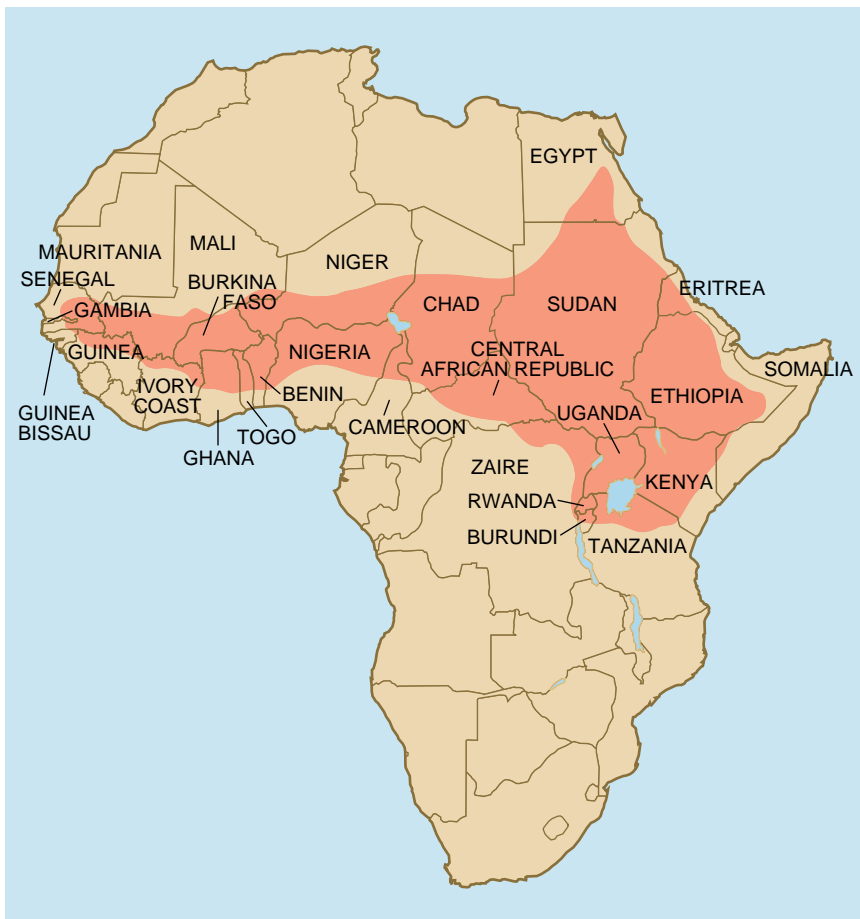 EGYPT
MAURITANIA
MALI
NIGER
SENEGAL
BURKINA
FASO
CHAD
SUDAN
ERITREA
GAMBIA
GUINEA
NIGERIA
CENTRAL
AFRICAN REPUBLIC
SOMALIA
IVORY
COAST
BENIN
ETHIOPIA
GUINEA
BISSAU
TOGO
CAMEROON
UGANDA
GHANA
ZAIRE
KENYA
RWANDA
BURUNDI
TANZANIA